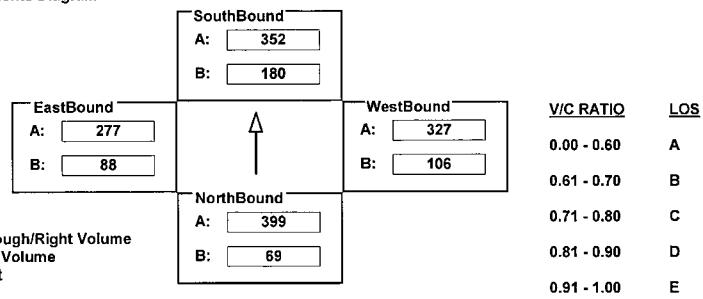 SouthBound
A: 352
B: 180
EastBound
A: 277
B: 88
WestBound
A: 327
B: 106
NorthBound
A: 399
B: 69
Volume
Volume
V/C RATIO LOS
0.00 - 0.60 A
0.61 - 0.70 B
0.71 - 0.80 C
0.81 - 0.90 D
0.91 - 1.00 E